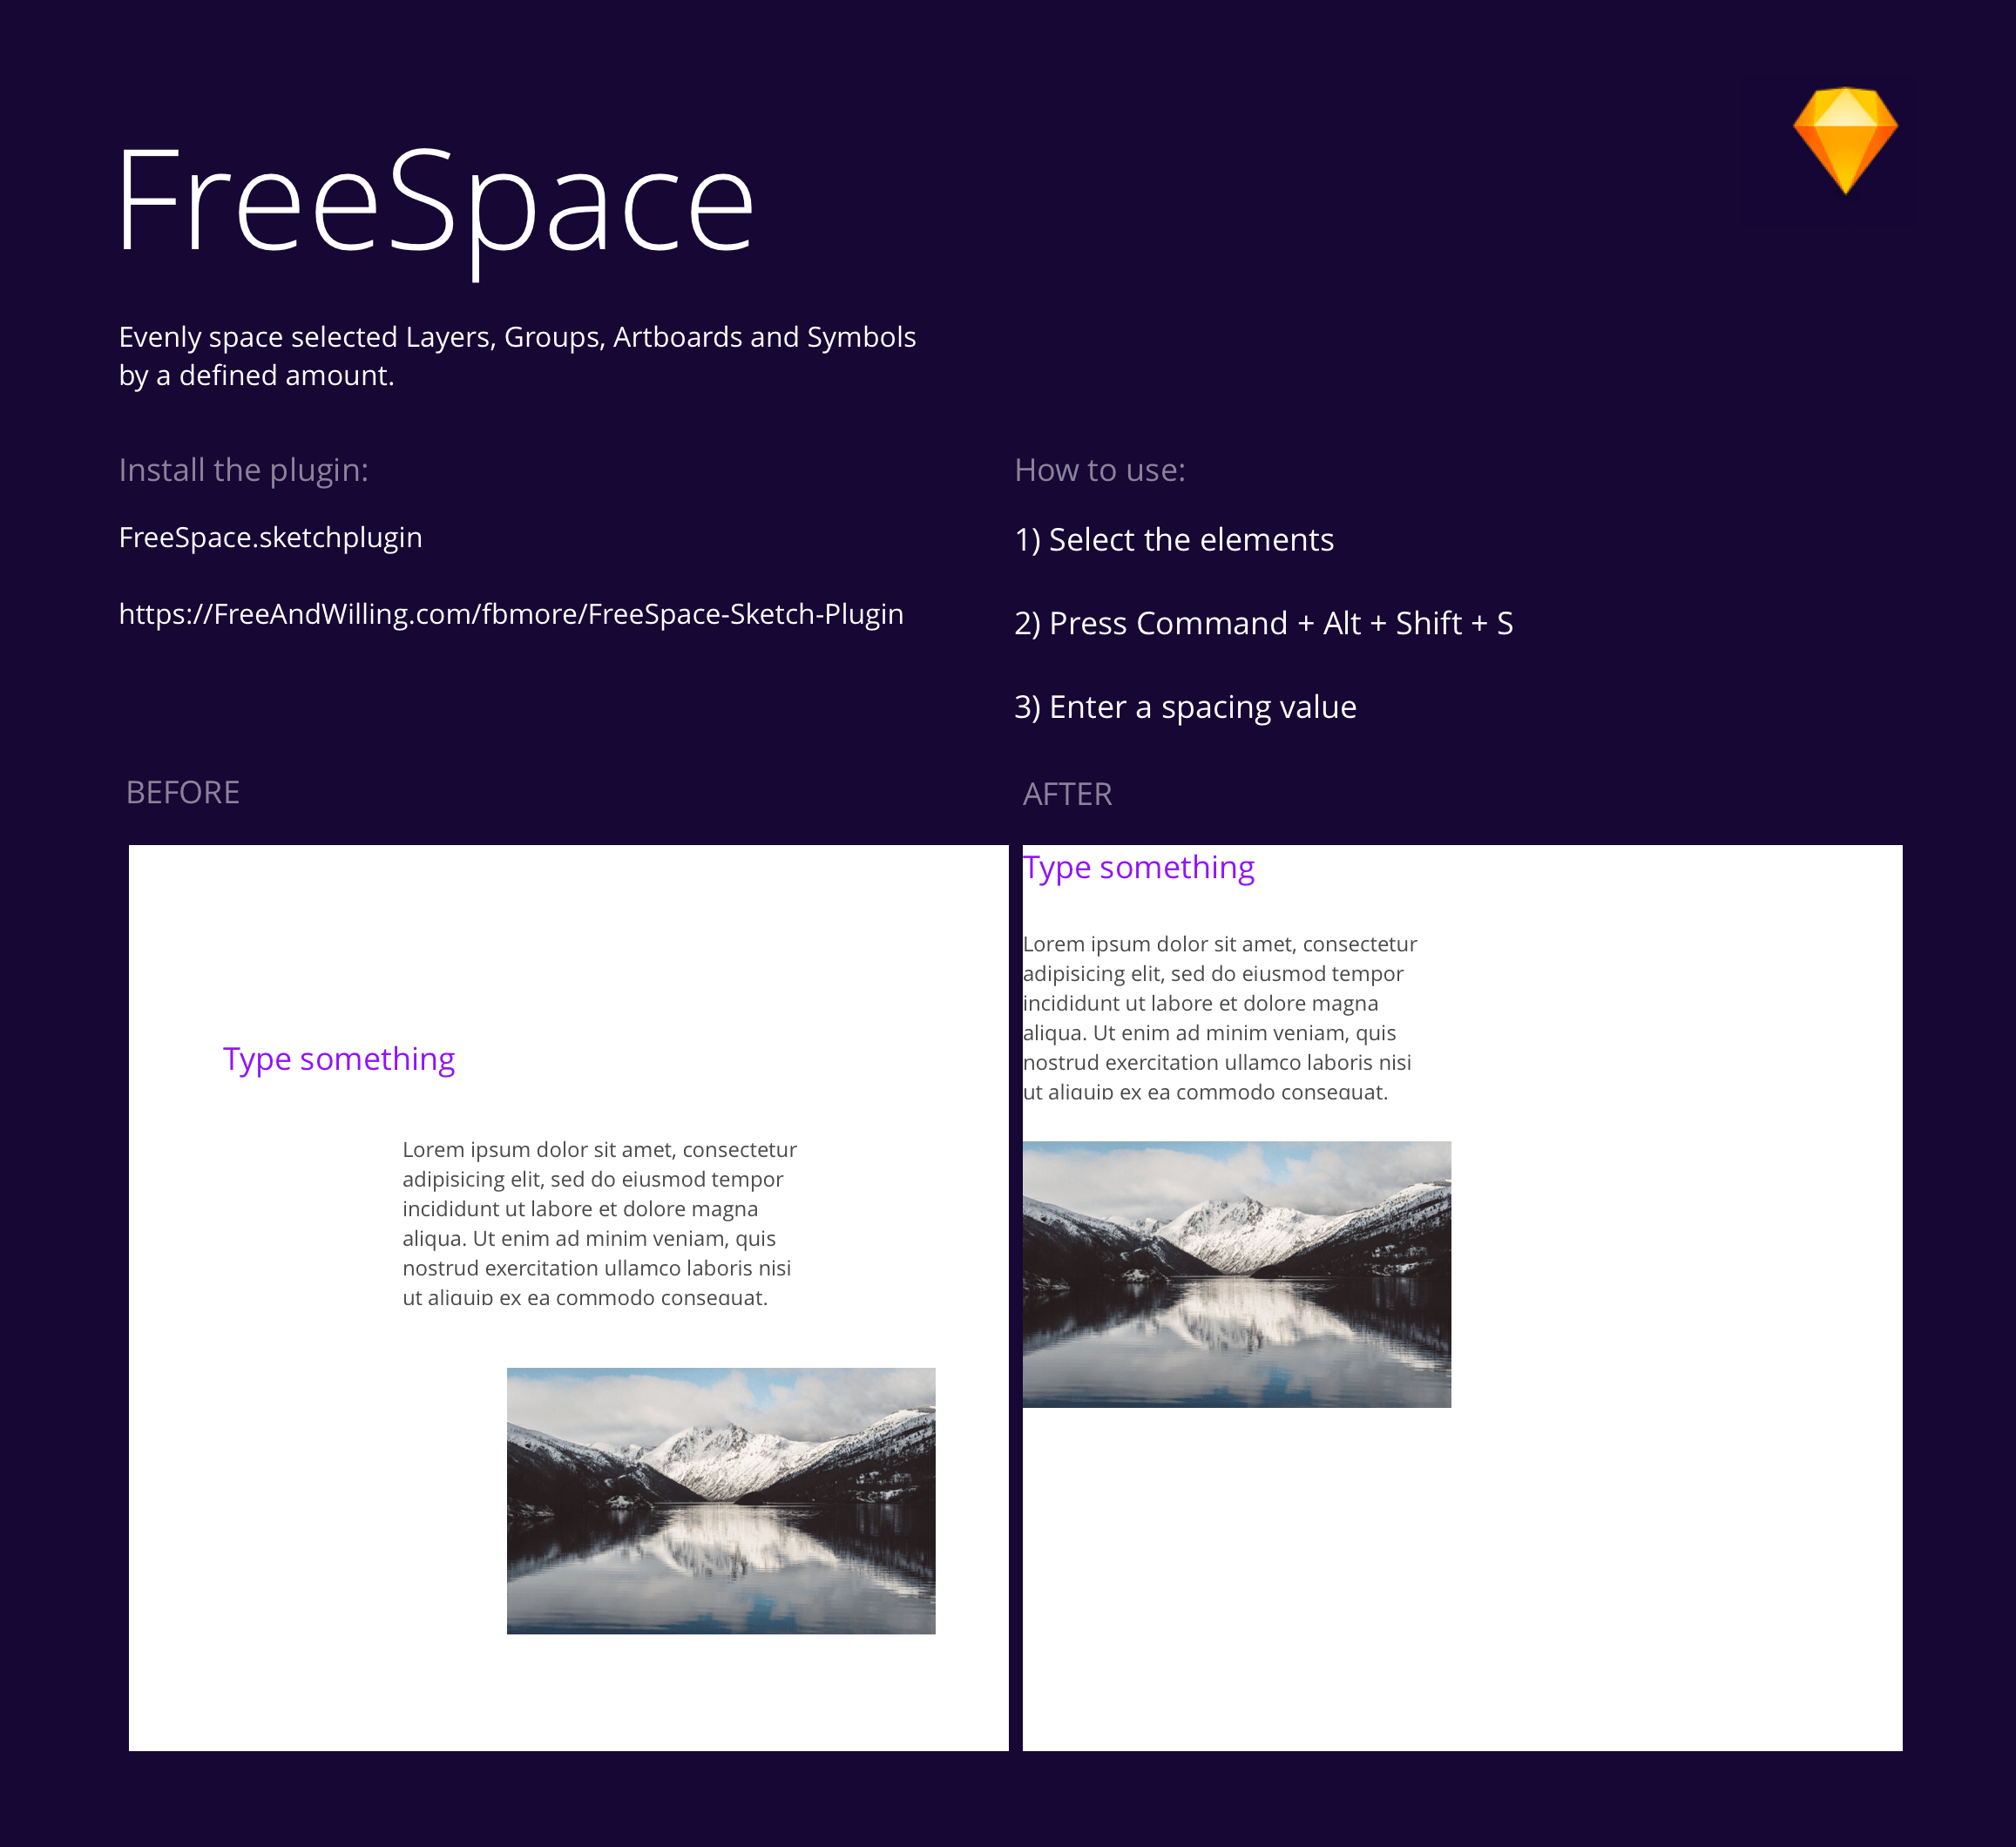 FreeSpace
Evenly space selected Layers, Groups, Artboards and Symbols
by a defined amount.
Install the plugin:
FreeSpace.sketchplugin
https://FreeAndWilling.com/fbmore/FreeSpace-Sketch-Plugin
How to use:
1) Select the elements
2) Press Command + Alt + Shift + S
3) Enter a spacing value
BEFORE
Type something
Lorem ipsum dolor sit amet, consectetur
adipisicing elit, sed do eiusmod tempor
incididunt ut labore et dolore magna
aliqua. Ut enim ad minim veniam, quis
nostrud exercitation ullamco laboris nisi
ut aliquip ex ea commodo consequat.
AFTER
Type something
Lorem ipsum dolor sit amet, consectetur
adipisicing elit, sed do eiusmod tempor
incididunt ut labore et dolore magna
aliqua. Ut enim ad minim veniam, quis
nostrud exercitation ullamco laboris nisi
ut aliquip ex ea commodo consequat.